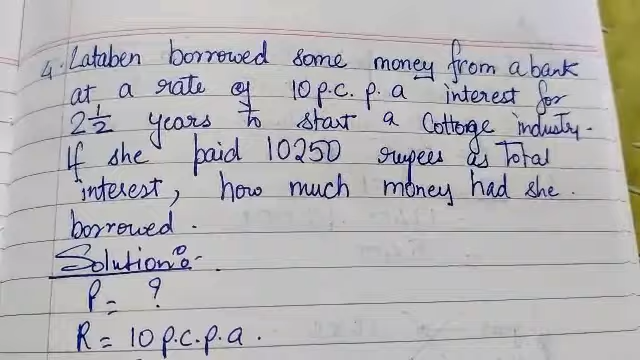 4. Lataben borrowed some money from a bank
at a rate of 10 p.c. p. a interest for
2 1/2 years to start a Cottorge industry.
If she paid 10250 rupees as Total
interest, how much money had she.
borrowed.
Solution:-
P = ?
R = 10 p.c.p.a.